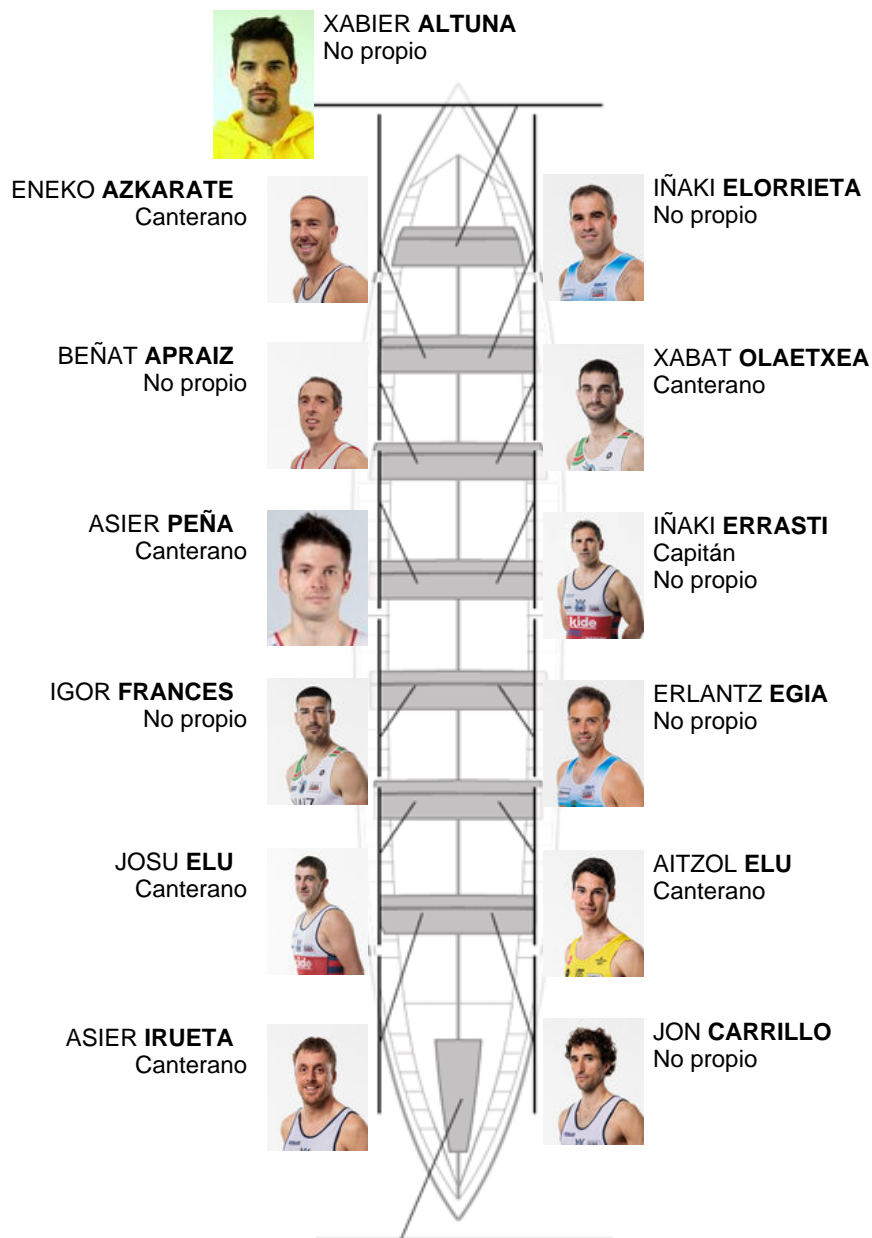 XABIER ALTUNA
No propio
ENEKO AZKARATE
Canterano
IÑAKI ELORRIETA
No propio
BEÑAT APRAIZ
No propio
XABAT OLAETXEA
Canterano
ASIER PEÑA
Canterano
IÑAKI ERRASTI
Capitán
No propio
kide
IGOR FRANCES
No propio
ERLANTZ EGIA
No propio
JOSU ELU
Canterano
kide
AITZOL ELU
Canterano
ASIER IRUETA
Canterano
JON CARRILLO
No propio